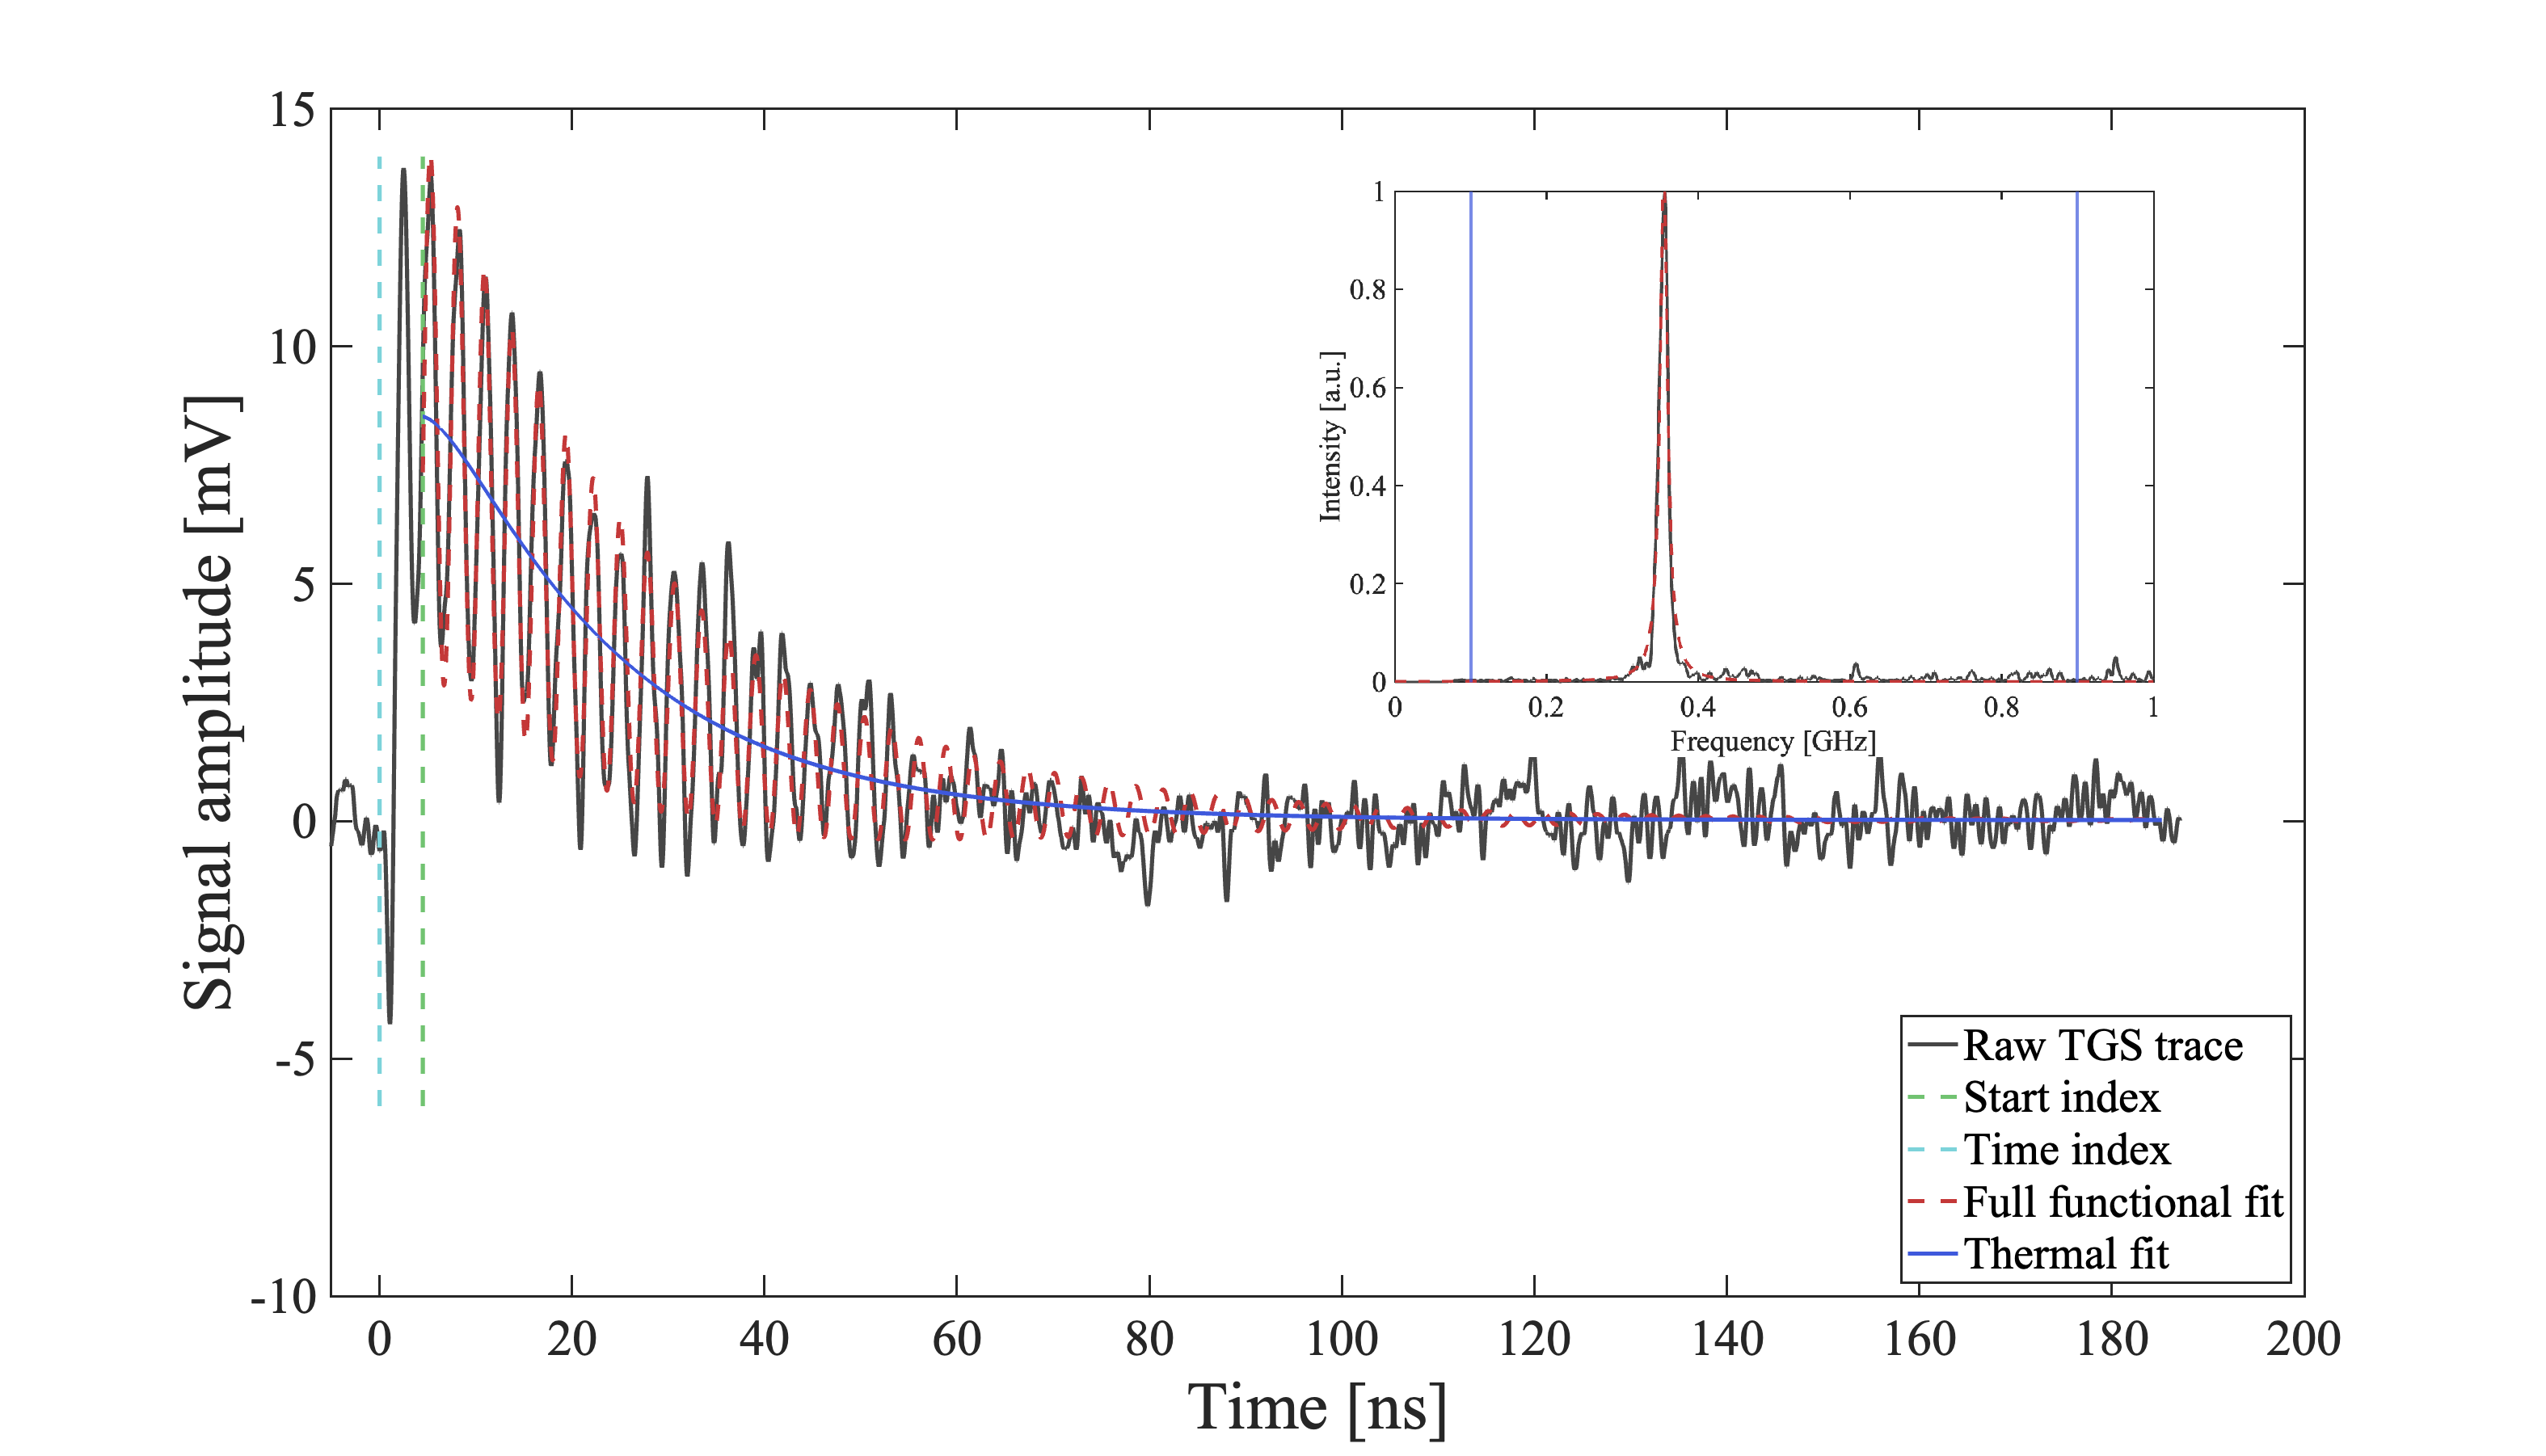 15
10
5
0
-5
-10
Signal amplitude [mV]
0 20 40 60 80 100 120 140 160 180 200
Time [ns]
1
0.8
0.6
0.4
0.2
0
Intensity [a.u.]
0 0.2 0.4 0.6 0.8 1
Frequency [GHz]
Raw TGS trace
Start index
Time index
Full functional fit
Thermal fit